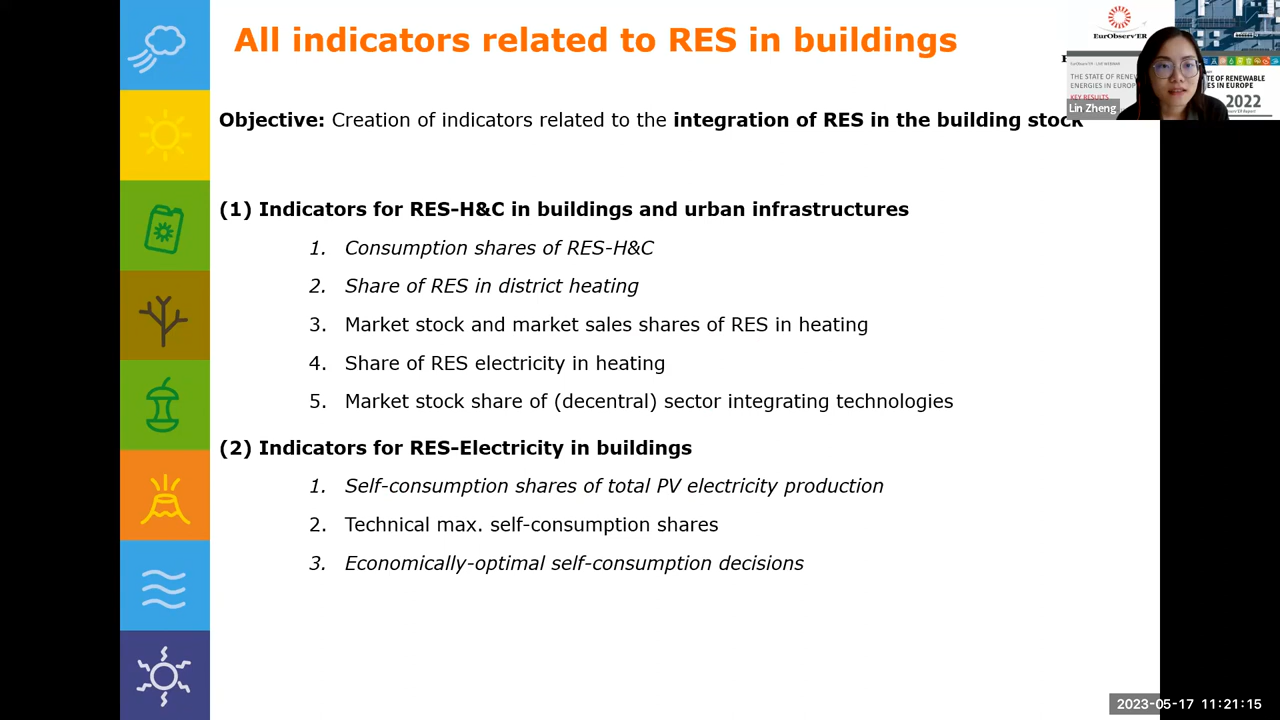 All indicators related to RES in buildings
EurObserv'ER
THE STATE OF RENEW
ENERGIES IN EUROP
KEY RESULTS
TE OF RENEWABLE
ES IN EUROPE
2022
Lin Zheng
Objective: Creation of indicators related to the integration of RES in the building stock
(1) Indicators for RES-H&C in buildings and urban infrastructures
1. Consumption shares of RES-H&C
2. Share of RES in district heating
3. Market stock and market sales shares of RES in heating
4. Share of RES electricity in heating
5. Market stock share of (decentral) sector integrating technologies
(2) Indicators for RES-Electricity in buildings
1. Self-consumption shares of total PV electricity production
2. Technical max. self-consumption shares
3. Economically-optimal self-consumption decisions
2023-05-17 11:21:15